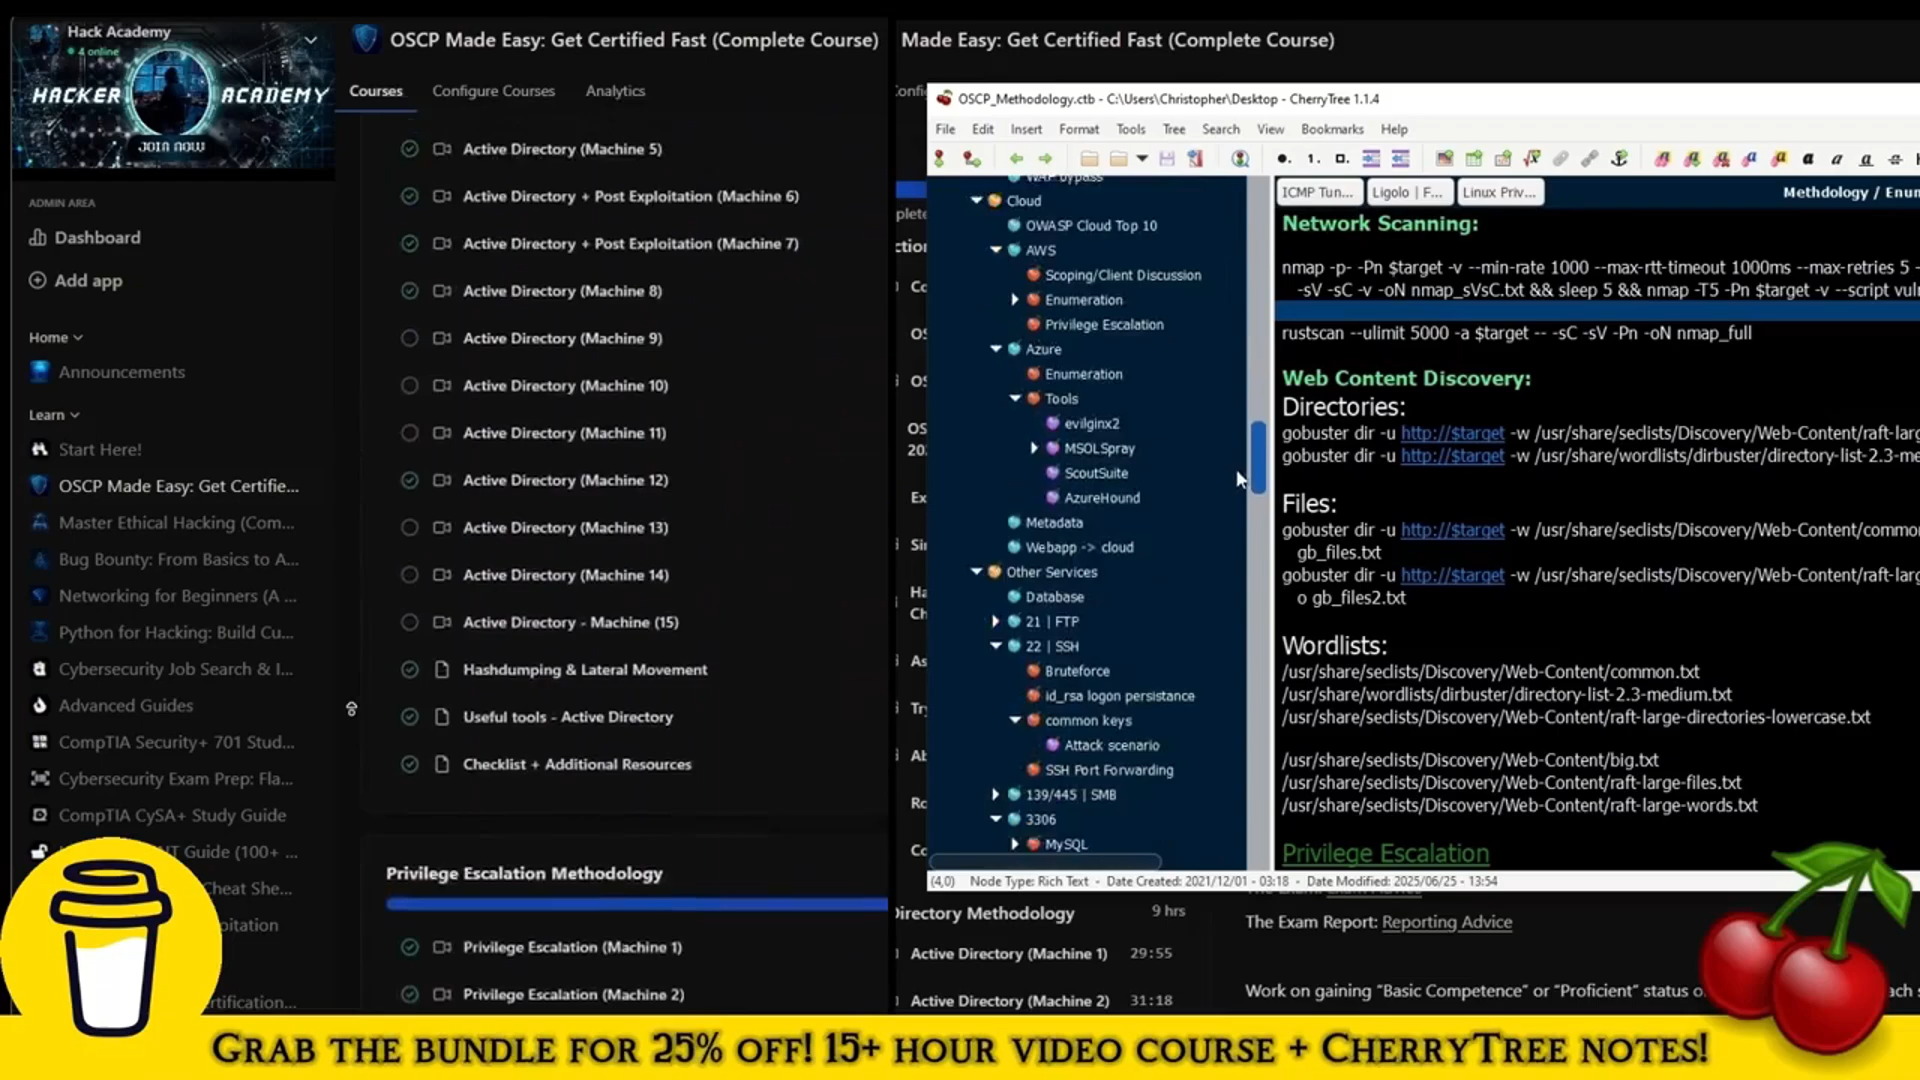 Hack Academy
4 online
HACKER ACADEMY
JOIN NOW
ADMIN AREA
Dashboard
Add app
Home
Announcements
Learn
Start Here!
OSCP Made Easy: Get Certifie...
Master Ethical Hacking (Com...
Bug Bounty: From Basics to A...
Networking for Beginners (A ...
Python for Hacking: Build Cu...
Cybersecurity Job Search & I...
Advanced Guides
CompTIA Security+ 701 Stud...
Cybersecurity Exam Prep: Fla...
CompTIA CySA+ Study Guide
NT Guide (100+ ...
Cheat She...
itation
rtification...
OSCP Made Easy: Get Certified Fast (Complete Course)
Courses
Configure Courses
Analytics
Active Directory (Machine 5)
Active Directory + Post Exploitation (Machine 6)
Active Directory + Post Exploitation (Machine 7)
Active Directory (Machine 8)
Active Directory (Machine 9)
Active Directory (Machine 10)
Active Directory (Machine 11)
Active Directory (Machine 12)
Active Directory (Machine 13)
Active Directory (Machine 14)
Active Directory - Machine (15)
Hashdumping & Lateral Movement
Useful tools - Active Directory
Checklist + Additional Resources
Privilege Escalation Methodology
Privilege Escalation (Machine 1)
Privilege Escalation (Machine 2)
Made Easy: Get Certified Fast (Complete Course)
OSCP_Methodology.ctb - C:\Users\Christopher\Desktop - CherryTree 1.1.4
File Edit Insert Format Tools Tree Search View Bookmarks Help
WAF bypass
Cloud
OWASP Cloud Top 10
AWS
Scoping/Client Discussion
Enumeration
Privilege Escalation
Azure
Enumeration
Tools
evilginx2
MSOLSpray
ScoutSuite
AzureHound
Metadata
Webapp -> cloud
Other Services
Database
21 | FTP
22 | SSH
Bruteforce
id_rsa logon persistance
common keys
Attack scenario
SSH Port Forwarding
139/445 | SMB
3306
MySQL
ICMP Tun...
Ligolo | F...
Linux Priv...
Methdology / Enum
Network Scanning:
nmap -p- -Pn $target -v --min-rate 1000 --max-rtt-timeout 1000ms --max-retries 5 -
-sV -sC -v -oN nmap_sVsC.txt && sleep 5 && nmap -T5 -Pn $target -v --script vuln
rustscan --ulimit 5000 -a $target -- -sC -sV -Pn -oN nmap_full
Web Content Discovery:
Directories:
gobuster dir -u http://$target -w /usr/share/seclists/Discovery/Web-Content/raft-larg
gobuster dir -u http://$target -w /usr/share/wordlists/dirbuster/directory-list-2.3-me
Files:
gobuster dir -u http://$target -w /usr/share/seclists/Discovery/Web-Content/common
gb_files.txt
gobuster dir -u http://$target -w /usr/share/seclists/Discovery/Web-Content/raft-larg
o gb_files2.txt
Wordlists:
/usr/share/seclists/Discovery/Web-Content/common.txt
/usr/share/wordlists/dirbuster/directory-list-2.3-medium.txt
/usr/share/seclists/Discovery/Web-Content/raft-large-directories-lowercase.txt
/usr/share/seclists/Discovery/Web-Content/big.txt
/usr/share/seclists/Discovery/Web-Content/raft-large-files.txt
/usr/share/seclists/Discovery/Web-Content/raft-large-words.txt
Privilege Escalation
(4,0) Node Type: Rich Text - Date Created: 2021/12/01 - 03:18 - Date Modified: 2025/06/25 - 13:54
Directory Methodology
9 hrs
Active Directory (Machine 1)
29:55
Active Directory (Machine 2)
31:18
The Exam Report: Reporting Advice
Work on gaining "Basic Competence" or "Proficient" status o
GRAB THE BUNDLE FOR 25% OFF! 15+ HOUR VIDEO COURSE + CHERRYTREE NOTES!